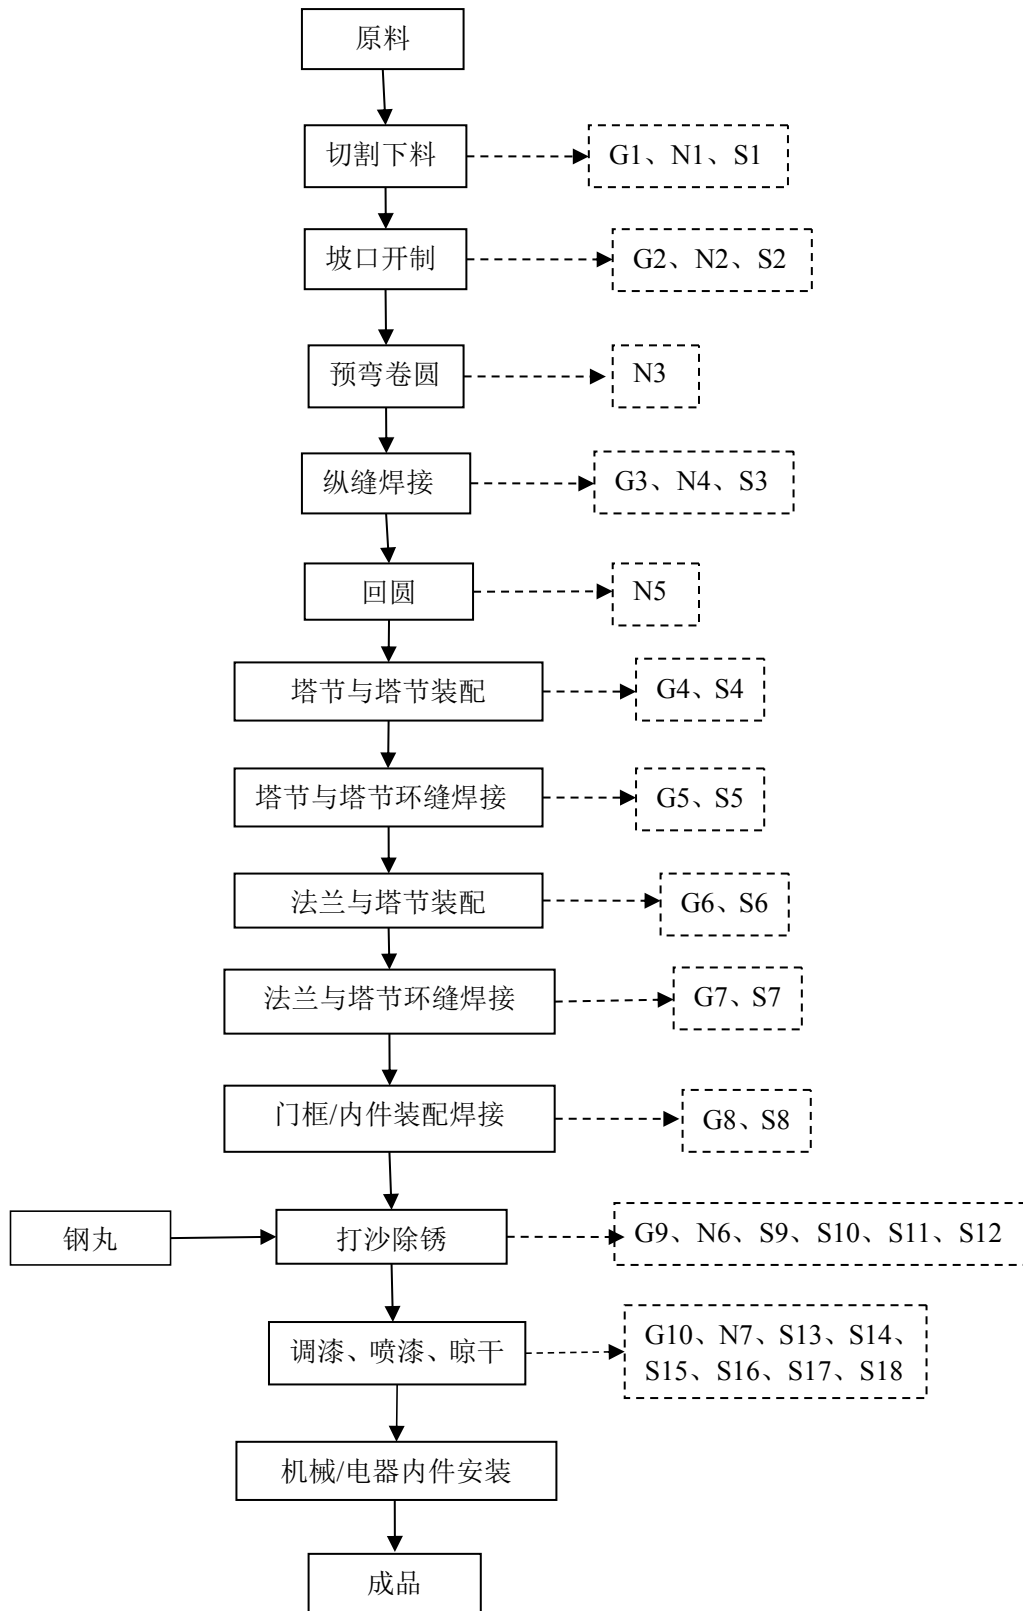 原料
切割下料
G1、N1、S1
坡口开制
G2、N2、S2
预弯卷圆
N3
纵缝焊接
G3、N4、S3
回圆
N5
塔节与塔节装配
G4、S4
塔节与塔节环缝焊接
G5、S5
法兰与塔节装配
G6、S6
法兰与塔节环缝焊接
G7、S7
门框/内件装配焊接
G8、S8
钢丸
打沙除锈
G9、N6、S9、S10、S11、S12
调漆、喷漆、晾干
G10、N7、S13、S14、
S15、S16、S17、S18
机械/电器内件安装
成品